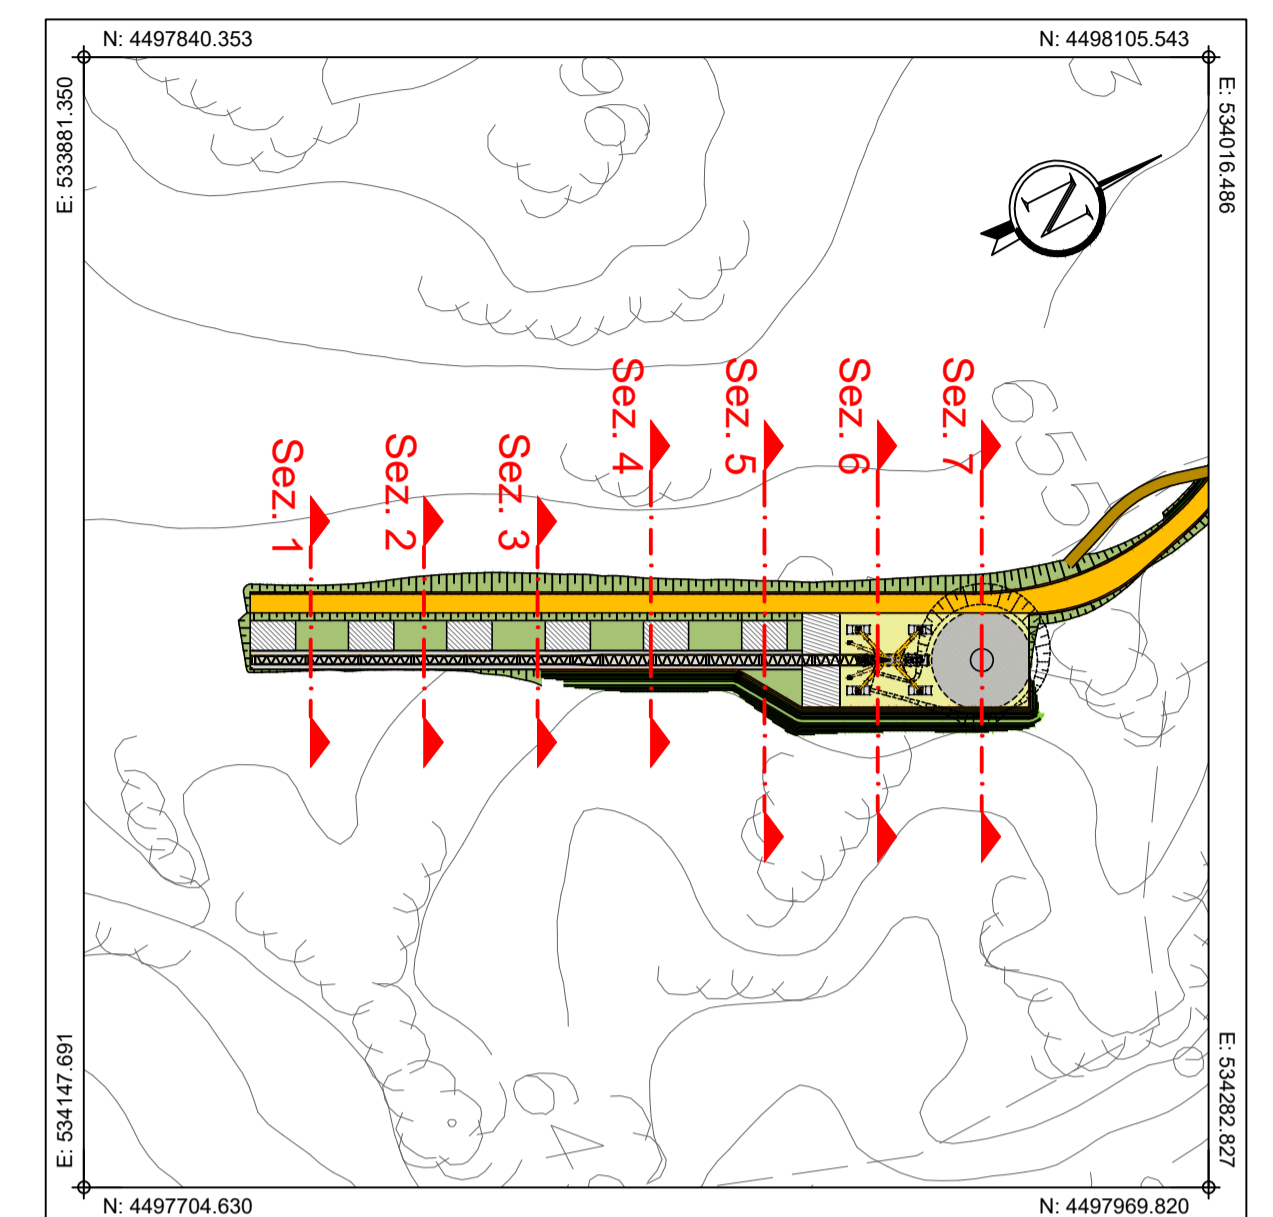 N: 4497840.353
N: 4498105.543
E: 533881.350
E: 534016.486
N
Sez. 1
Sez. 2
Sez. 3
Sez. 4
Sez. 5
Sez. 6
Sez. 7
E: 534147.691
E: 534282.827
N: 4497704.630
N: 4497969.820